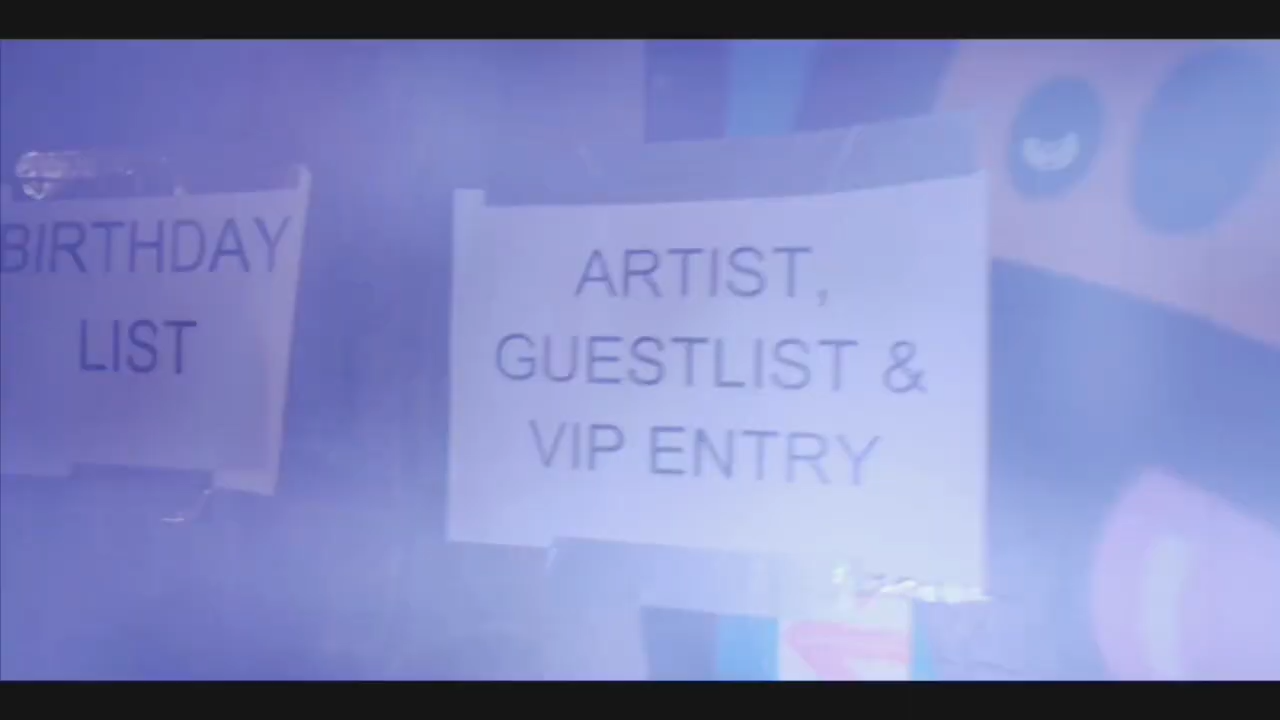 BIRTHDAY
LIST
ARTIST,
GUESTLIST &
VIP ENTRY